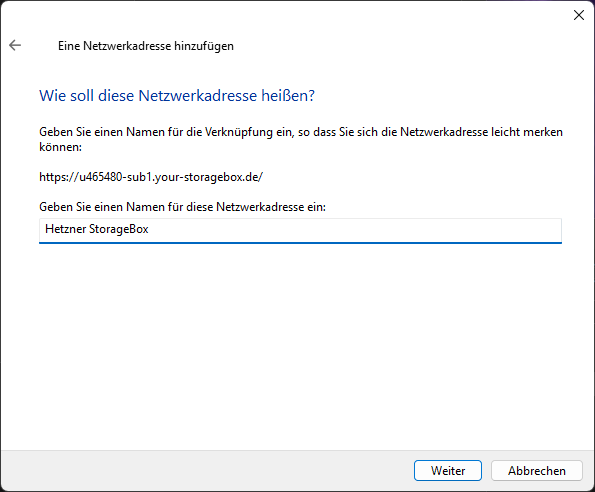 Eine Netzwerkadresse hinzufügen
Wie soll diese Netzwerkadresse heißen?
Geben Sie einen Namen für die Verknüpfung ein, so dass Sie sich die Netzwerkadresse leicht merken
können:
https://u465480-sub1.your-storagebox.de/
Geben Sie einen Namen für diese Netzwerkadresse ein:
Hetzner StorageBox
Weiter
Abbrechen